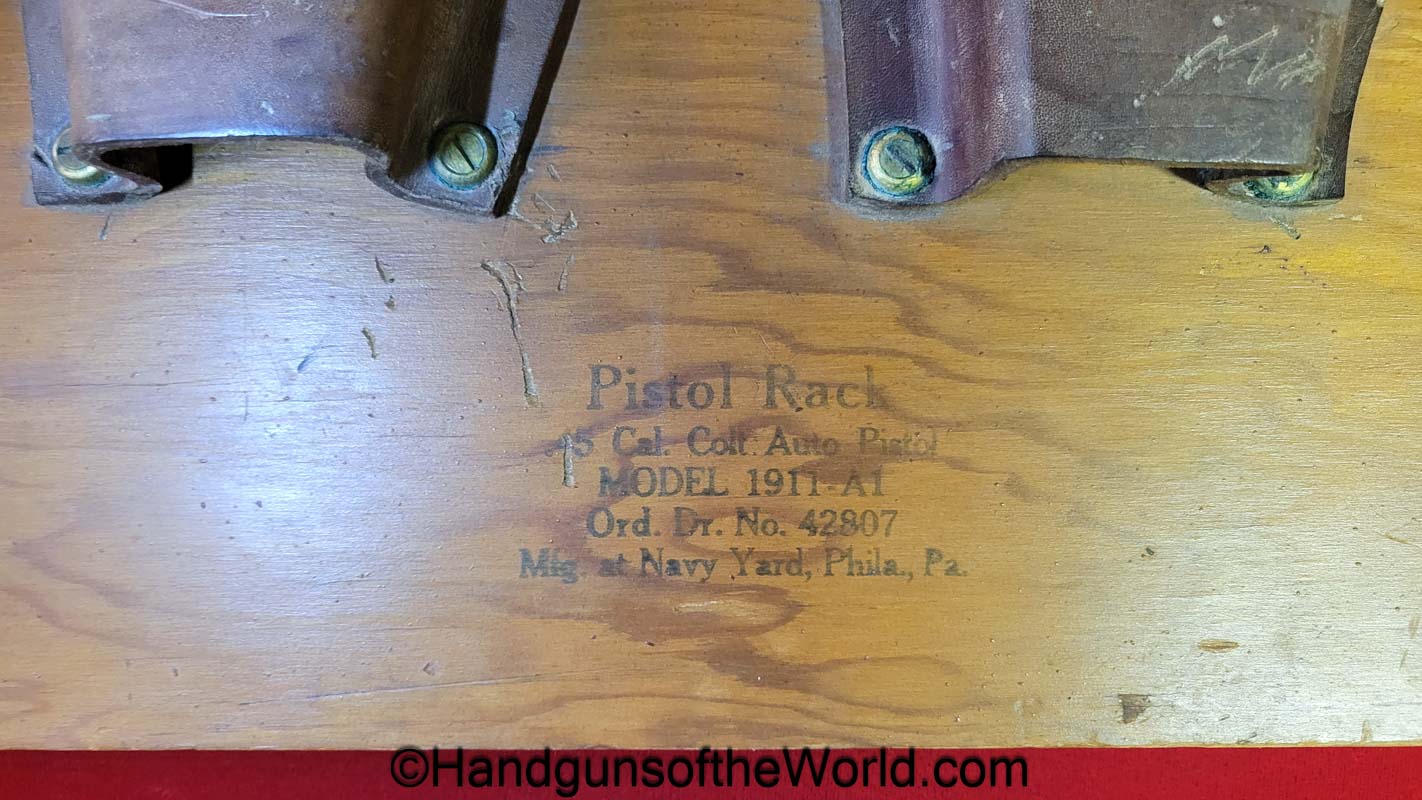 Pistol Rack
.45 Cal. Colt Auto Pistol
MODEL 1911-A1
Ord. Dr. No. 42807
Mfg. at Navy Yard, Phila., Pa.
©HandgunsoftheWorld.com